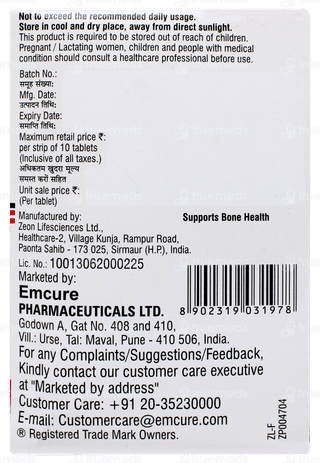 Not to exceed the recommended daily usage.
Store in cool and dry place, away from direct sunlight.
This product is required to be stored out of reach of children.
Pregnant / Lactating women, children and people with medical
condition should consult a healthcare professional before use.
Batch No.:
समूह संख्या:
Mfg. Date:
उत्पादन तिथि:
Expiry Date:
समाप्ति तिथि:
Maximum retail price ₹:
per strip of 10 tablets
(Inclusive of all taxes.)
अधिकतम खुदरा मूल्य
समस्त करों सहित
Unit sale price ₹:
(Per tablet)
Manufactured by:
Zeon Lifesciences Ltd.,
Healthcare-2, Village Kunja, Rampur Road,
Paonta Sahib - 173 025, Sirmaur (H.P.), India.
Supports Bone Health
Lic. No.: 10013062000225
Marketed by:
Emcure
PHARMACEUTICALS LTD.
Godown A, Gat No. 408 and 410,
Vill.: Urse, Tal: Maval, Pune - 410 506, India.
8 902319 031978
For any Complaints/Suggestions/Feedback,
Kindly contact our customer care executive
at "Marketed by address"
Customer Care: +91 20-35230000
E-mail: Customercare@emcure.com
® Registered Trade Mark Owners.
ZL-F
ZP004704